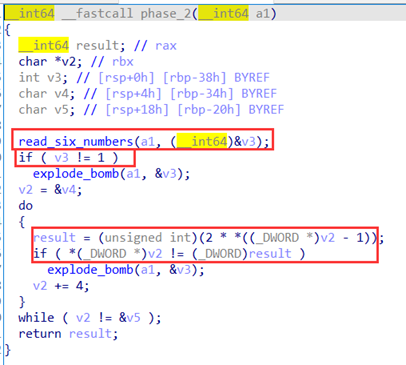 __int64 __fastcall phase_2(__int64 a1)
{
__int64 result; // rax
char *v2; // rbx
int v3; // [rsp+0h] [rbp-38h] BYREF
char v4; // [rsp+4h] [rbp-34h] BYREF
char v5; // [rsp+18h] [rbp-20h] BYREF
read_six_numbers(a1, (__int64)&v3);
if ( v3 != 1 )
explode_bomb(a1, &v3);
v2 = &v4;
do
{
result = (unsigned int)(2 * *((_DWORD *)v2 - 1));
if ( *(_DWORD *)v2 != (_DWORD)result )
explode_bomb(a1, &v3);
v2 += 4;
}
while ( v2 != &v5 );
return result;
}